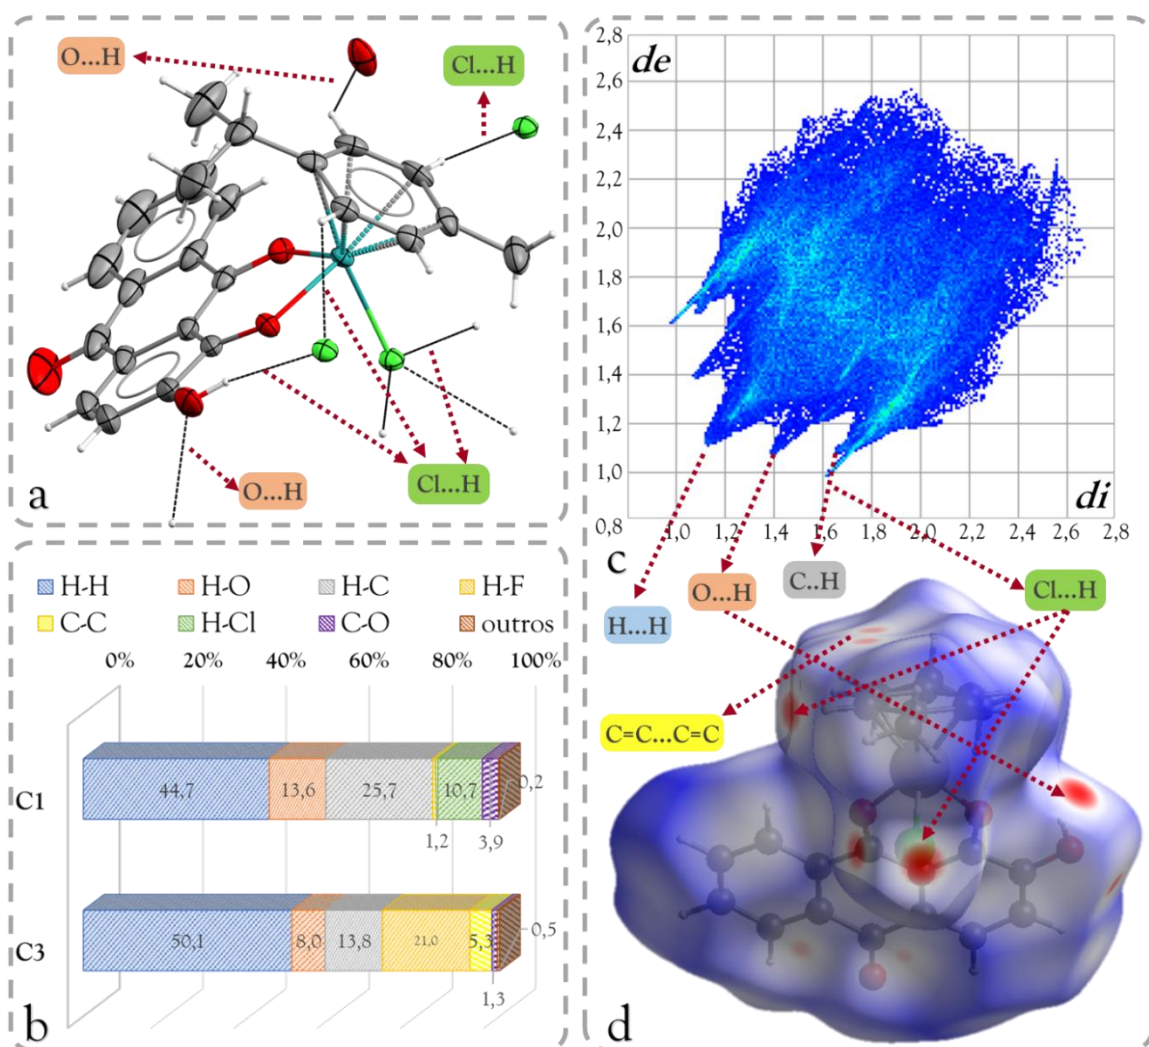 O...H
Cl...H
O...H
Cl...H
a
H-H H-O H-C H-F
C-C H-Cl C-O outros
0% 20% 40% 60% 80% 100%
C1
44,7 13,6 25,7 10,7 0,2
1,2 3,9
C3
50,1 8,0 13,8 21,0 5,3 0,5
1,3
b
de
2,8
2,6
2,4
2,2
2,0
1,8
1,6
1,4
1,2
1,0
0,8
di
1,0 1,2 1,4 1,6 1,8 2,0 2,2 2,4 2,6 2,8
c
H...H
O...H
C..H
Cl...H
C=C...C=C
d